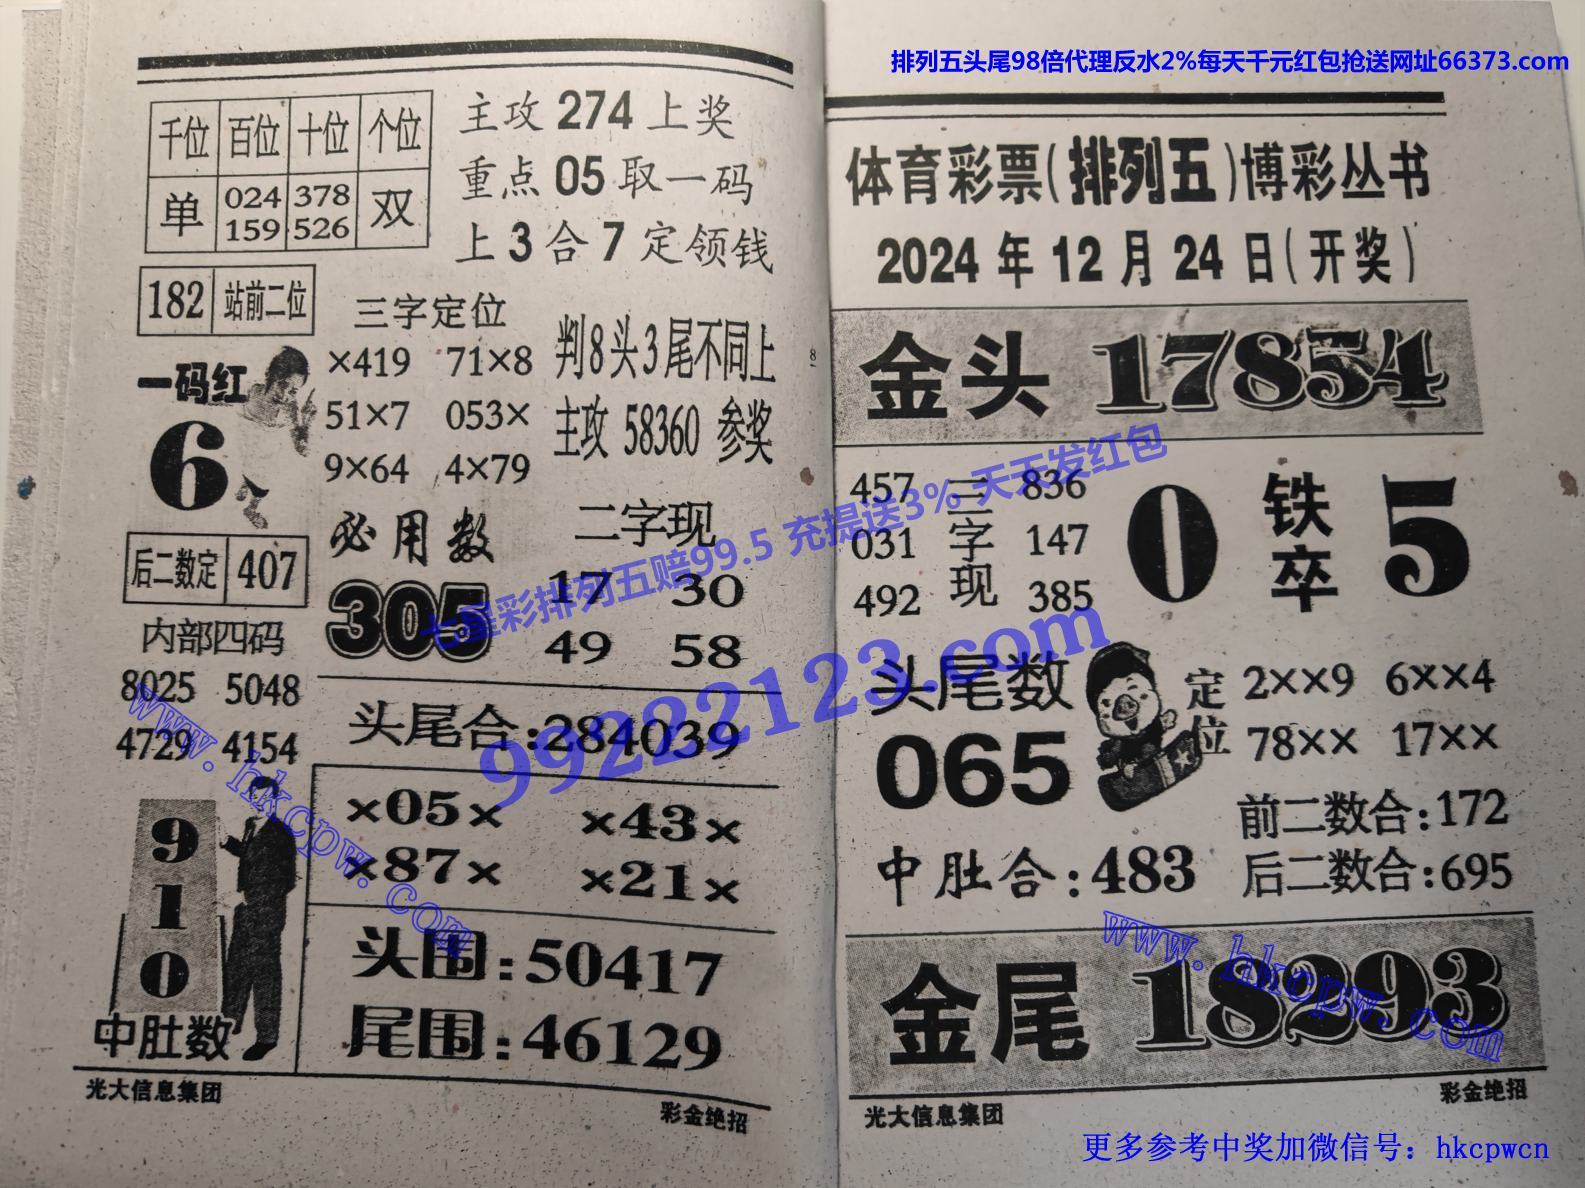 排列五头尾98倍代理反水2%每天千元红包抢送网址66373.com
千位 百位 十位 个位
单 024 378 双
159 526
主攻 274 上奖
重点 05 取一码
上 3 合 7 定领钱
182 站前二位
一码红
6
三字定位
×419 71×8
51×7 053×
9×64 4×79
判8头3尾不同上
主攻 58360 参奖
后二数定 407
必用数
305
二字现
17 30
49 58
内部四码
8025 5048
4729 4154
头尾合:284039
9
1
0
中肚数
×05× ×43×
×87× ×21×
头围:50417
尾围:46129
光大信息集团
彩金绝招
8
体育彩票(排列五)博彩丛书
2024 年 12 月 24 日(开奖)
金头 17854
457 三 836
031 字 147
492 现 385
0 铁卒 5
头尾数
065
定位
2××9 6××4
78×× 17××
前二数合:172
中肚合:483
后二数合:695
金尾 18293
光大信息集团
彩金绝招
七星彩排列五赔99.5 充提送3% 天天发红包
99222123.com
www.hkcpw.com
www.hkcpw.com
更多参考中奖加微信号：hkcpwcn